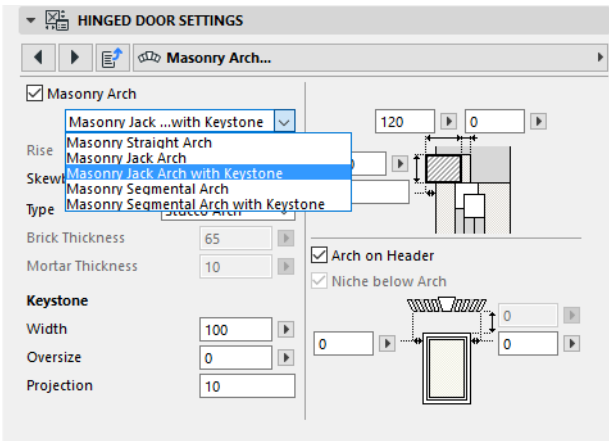 HINGED DOOR SETTINGS
Masonry Arch...
Masonry Arch
Masonry Jack ...with Keystone
Masonry Straight Arch
Masonry Jack Arch
Masonry Jack Arch with Keystone
Masonry Segmental Arch
Masonry Segmental Arch with Keystone
Rise
Type
Stucco Arch
Brick Thickness
65
Mortar Thickness
10
Keystone
Width
100
Oversize
0
Projection
10
120
0
Arch on Header
Niche below Arch
0
0
0